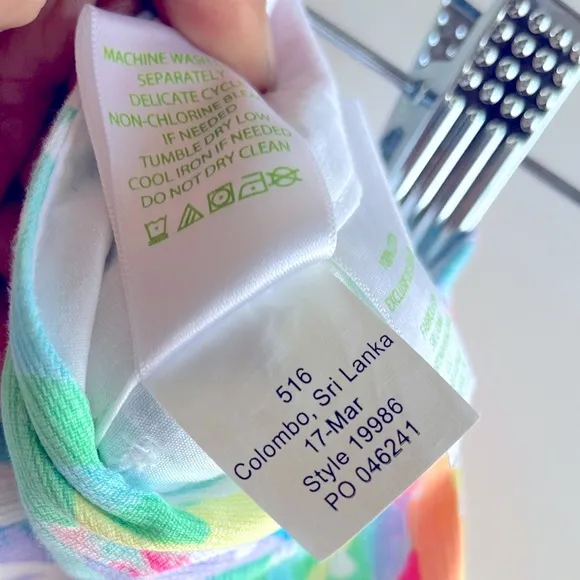 MACHINE WASH
SEPARATELY
DELICATE CYCLE
NON-CHLORINE BLEACH
IF NEEDED
TUMBLE DRY LOW
COOL IRON IF NEEDED
DO NOT DRY CLEAN
516
Colombo, Sri Lanka
17-Mar
Style 19986
PO 046241